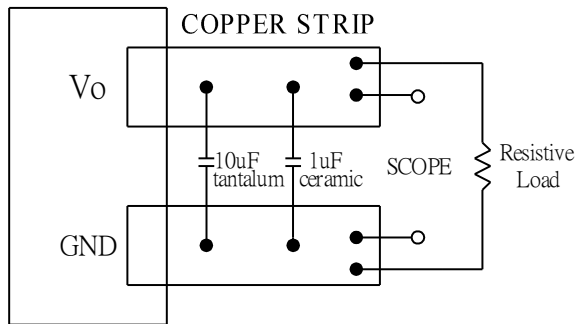 COPPER STRIP
Vo
10uF
tantalum
1uF
ceramic
SCOPE
Resistive
Load
GND